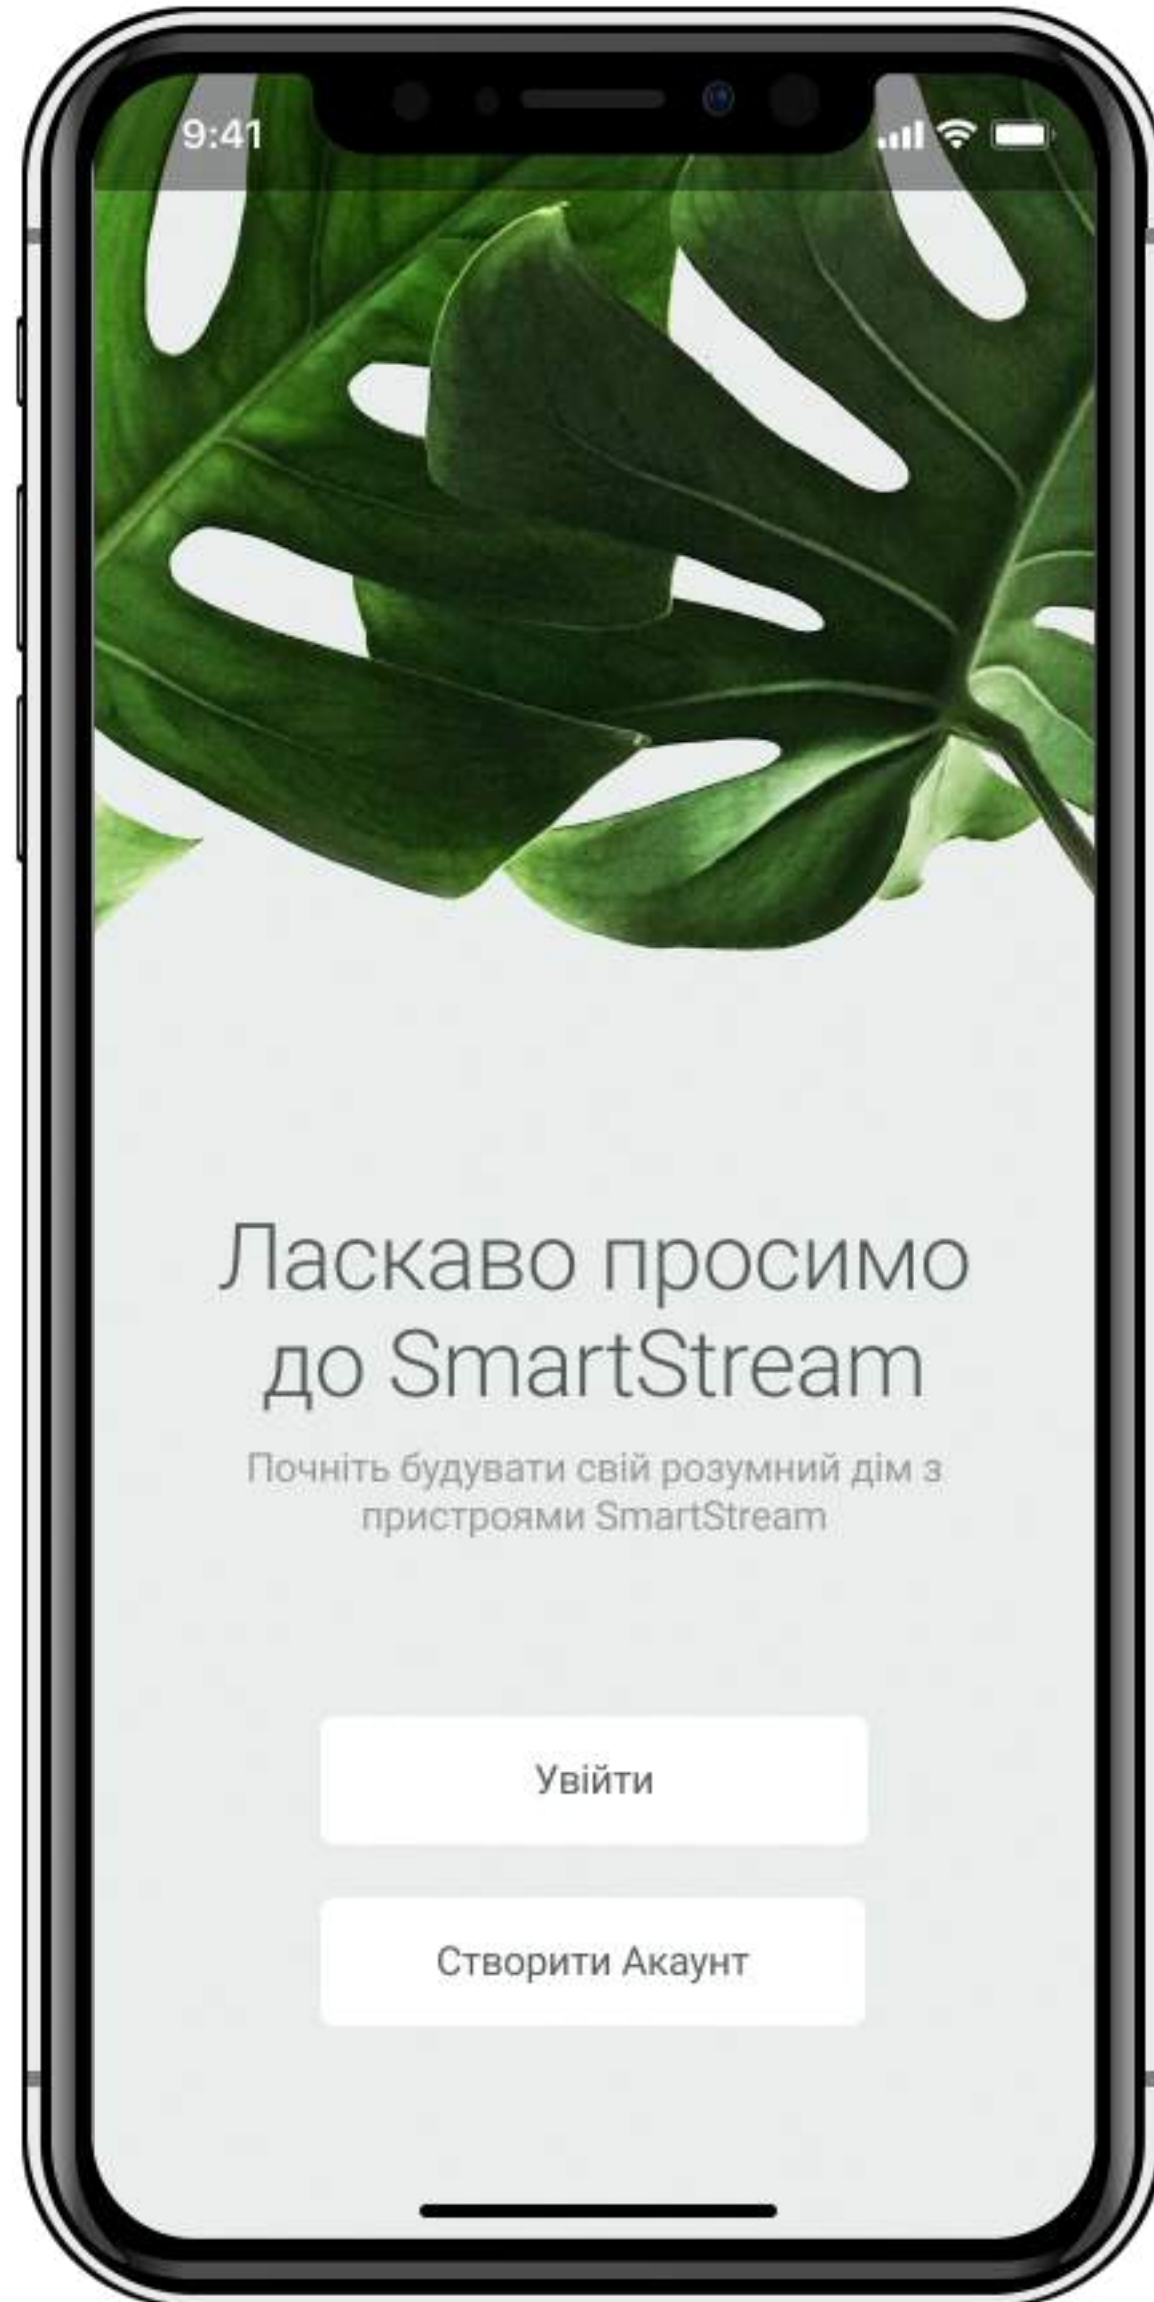 9:41
Ласкаво просимо
до SmartStream
Почніть будувати свій розумний дім з
пристроями SmartStream
Увійти
Створити Акаунт